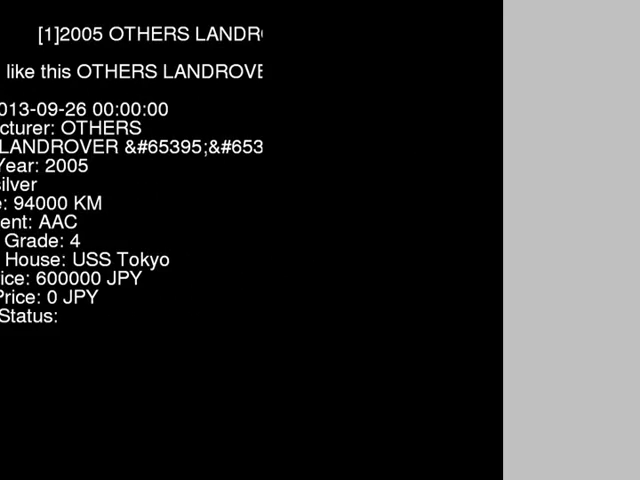 [1]2005 OTHERS LANDR
like this OTHERS LANDROVE
013-09-26 00:00:00
cturer: OTHERS
LANDROVER &#65395;&#653
Year: 2005
silver
e: 94000 KM
ent: AAC
Grade: 4
House: USS Tokyo
ice: 600000 JPY
Price: 0 JPY
Status: